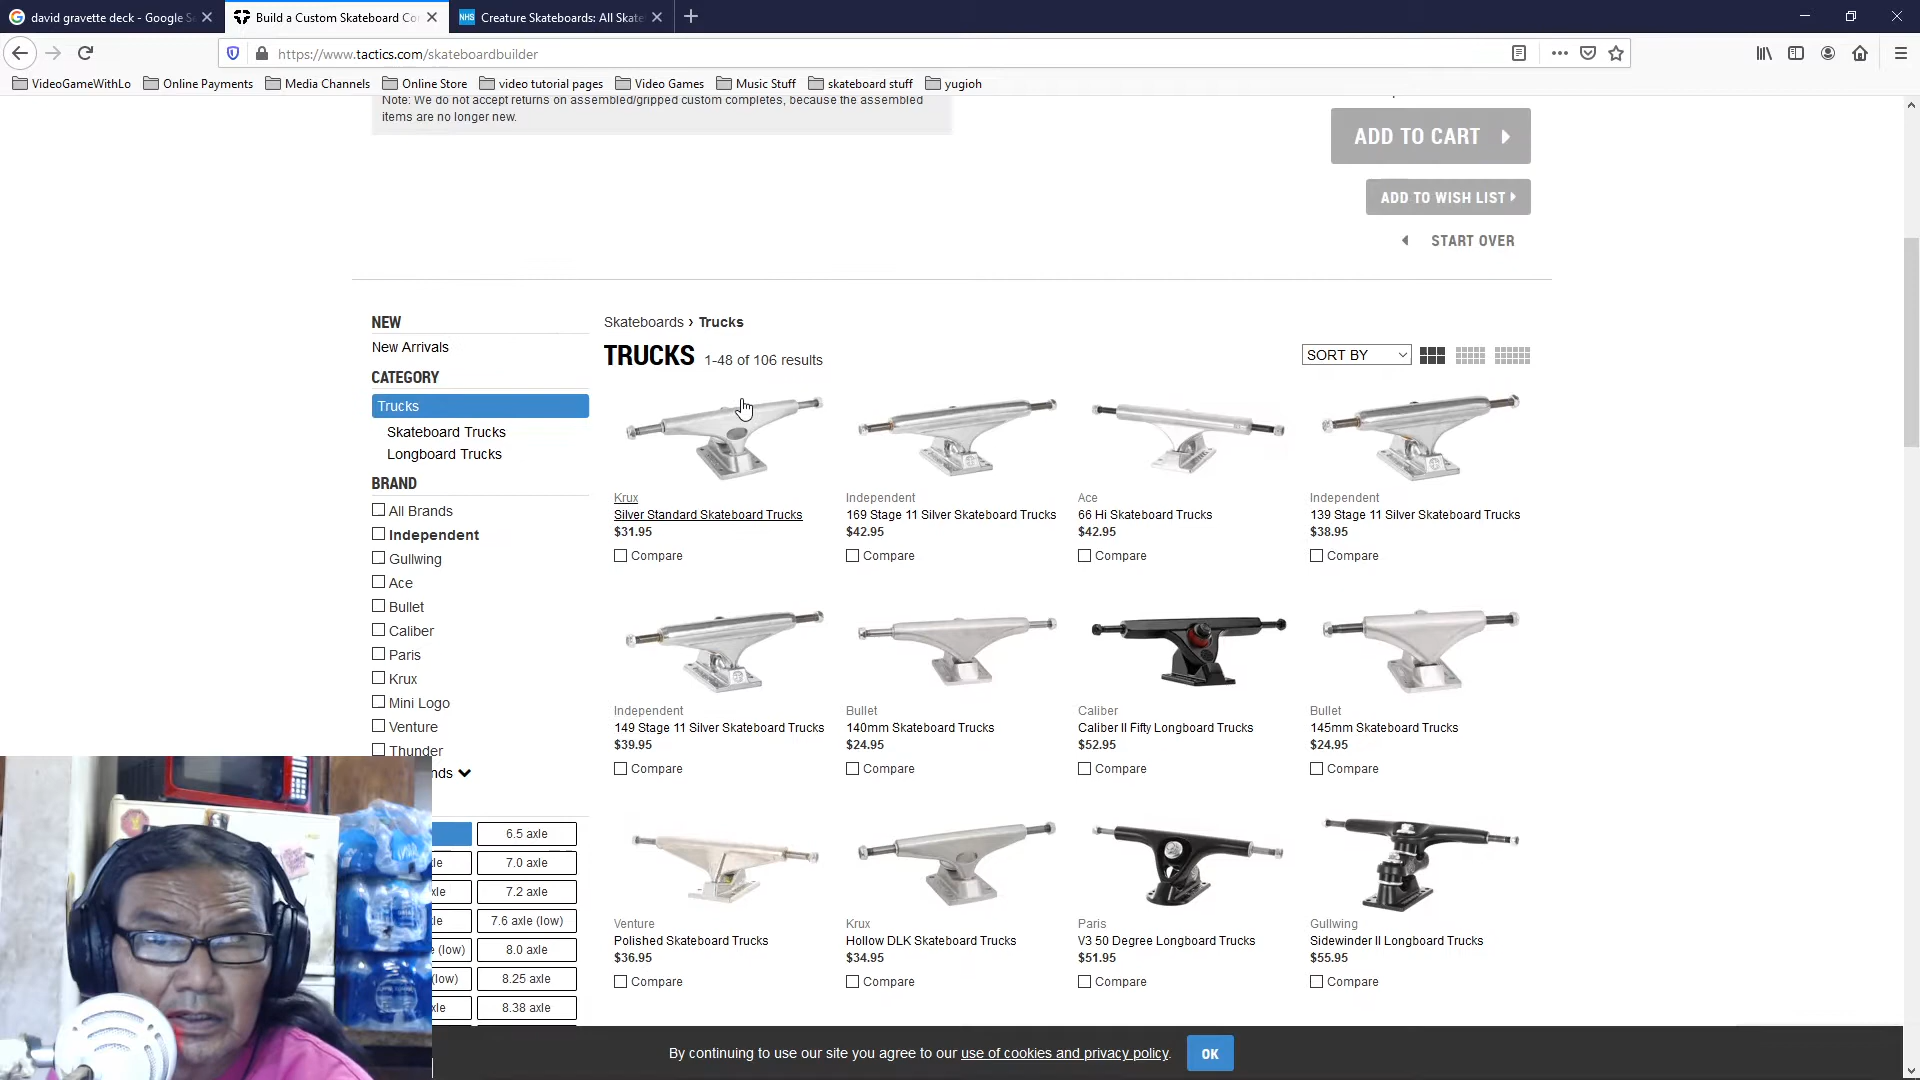 david gravette deck - Google S
Build a Custom Skateboard Co
NHS Creature Skateboards: All Skate
https://www.tactics.com/skateboardbuilder
VideoGameWithLo
Online Payments
Media Channels
Online Store
video tutorial pages
Video Games
Music Stuff
skateboard stuff
yugioh
Note: We do not accept returns on assembled/gripped custom completes, because the assembled
items are no longer new.
ADD TO CART
ADD TO WISH LIST
START OVER
NEW
New Arrivals
CATEGORY
Trucks
Skateboard Trucks
Longboard Trucks
BRAND
All Brands
Independent
Gullwing
Ace
Bullet
Caliber
Paris
Krux
Mini Logo
Venture
Thunder
nds
6.5 axle
le
7.0 axle
xle
7.2 axle
le
7.6 axle (low)
e (low)
8.0 axle
(low)
8.25 axle
le
8.38 axle
Skateboards › Trucks
TRUCKS 1-48 of 106 results
SORT BY
Krux
Silver Standard Skateboard Trucks
$31.95
Compare
Independent
169 Stage 11 Silver Skateboard Trucks
$42.95
Compare
Ace
66 Hi Skateboard Trucks
$42.95
Compare
Independent
139 Stage 11 Silver Skateboard Trucks
$38.95
Compare
Independent
149 Stage 11 Silver Skateboard Trucks
$39.95
Compare
Bullet
140mm Skateboard Trucks
$24.95
Compare
Caliber
Caliber II Fifty Longboard Trucks
$52.95
Compare
Bullet
145mm Skateboard Trucks
$24.95
Compare
Venture
Polished Skateboard Trucks
$36.95
Compare
Krux
Hollow DLK Skateboard Trucks
$34.95
Compare
Paris
V3 50 Degree Longboard Trucks
$51.95
Compare
Gullwing
Sidewinder II Longboard Trucks
$55.95
Compare
By continuing to use our site you agree to our use of cookies and privacy policy.
OK